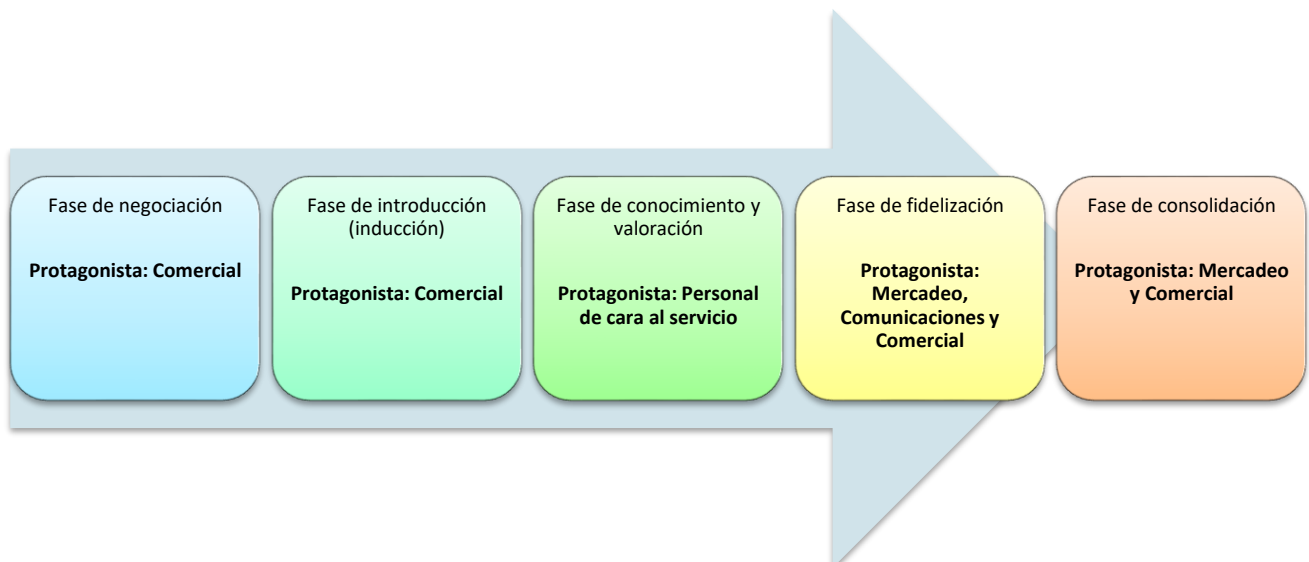 Fase de negociación
Protagonista: Comercial
Fase de introducción
(inducción)
Protagonista: Comercial
Fase de conocimiento y
valoración
Protagonista: Personal
de cara al servicio
Fase de fidelización
Protagonista:
Mercadeo,
Comunicaciones y
Comercial
Fase de consolidación
Protagonista: Mercadeo
y Comercial